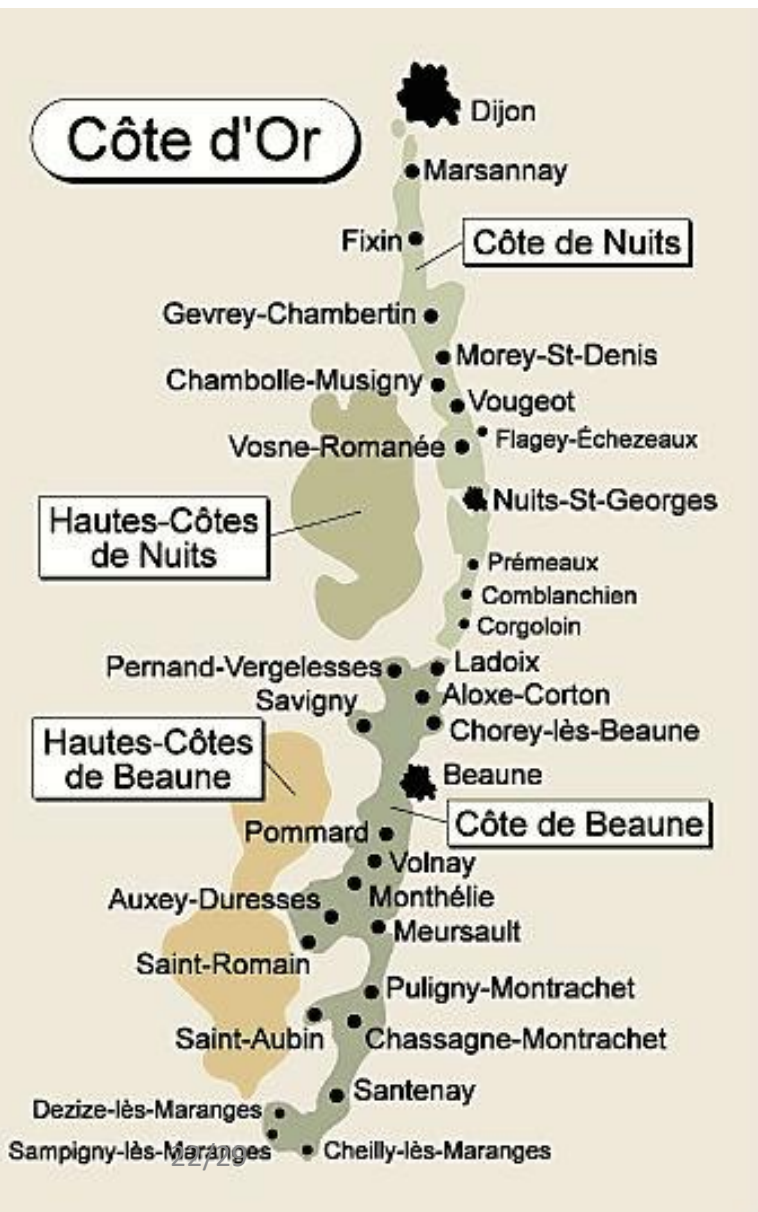 Dijon
Côte d'Or
Marsannay
Fixin
Côte de Nuits
Gevrey-Chambertin
Morey-St-Denis
Chambolle-Musigny
Vougeot
Flagey-Échezeaux
Vosne-Romanée
Nuits-St-Georges
Hautes-Côtes
de Nuits
Prémeaux
Comblanchien
Corgoloin
Pernand-Vergelesses
Ladoix
Savigny
Aloxe-Corton
Chorey-lès-Beaune
Hautes-Côtes
de Beaune
Beaune
Côte de Beaune
Pommard
Volnay
Auxey-Duresses
Monthélie
Meursault
Saint-Romain
Puligny-Montrachet
Saint-Aubin
Chassagne-Montrachet
Santenay
Dezize-lès-Maranges
Sampigny-lès-Maranges
Cheilly-lès-Maranges
22/29